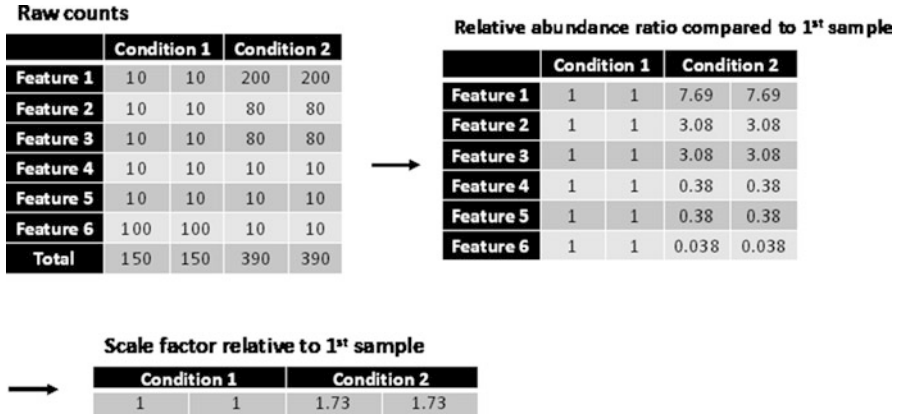 Raw counts
Condition 1 Condition 2
Feature 1 10 10 200 200
Feature 2 10 10 80 80
Feature 3 10 10 80 80
Feature 4 10 10 10 10
Feature 5 10 10 10 10
Feature 6 100 100 10 10
Total 150 150 390 390
Relative abundance ratio compared to 1st sample
Condition 1 Condition 2
Feature 1 1 1 7.69 7.69
Feature 2 1 1 3.08 3.08
Feature 3 1 1 3.08 3.08
Feature 4 1 1 0.38 0.38
Feature 5 1 1 0.38 0.38
Feature 6 1 1 0.038 0.038
Scale factor relative to 1st sample
Condition 1 Condition 2
1 1 1.73 1.73